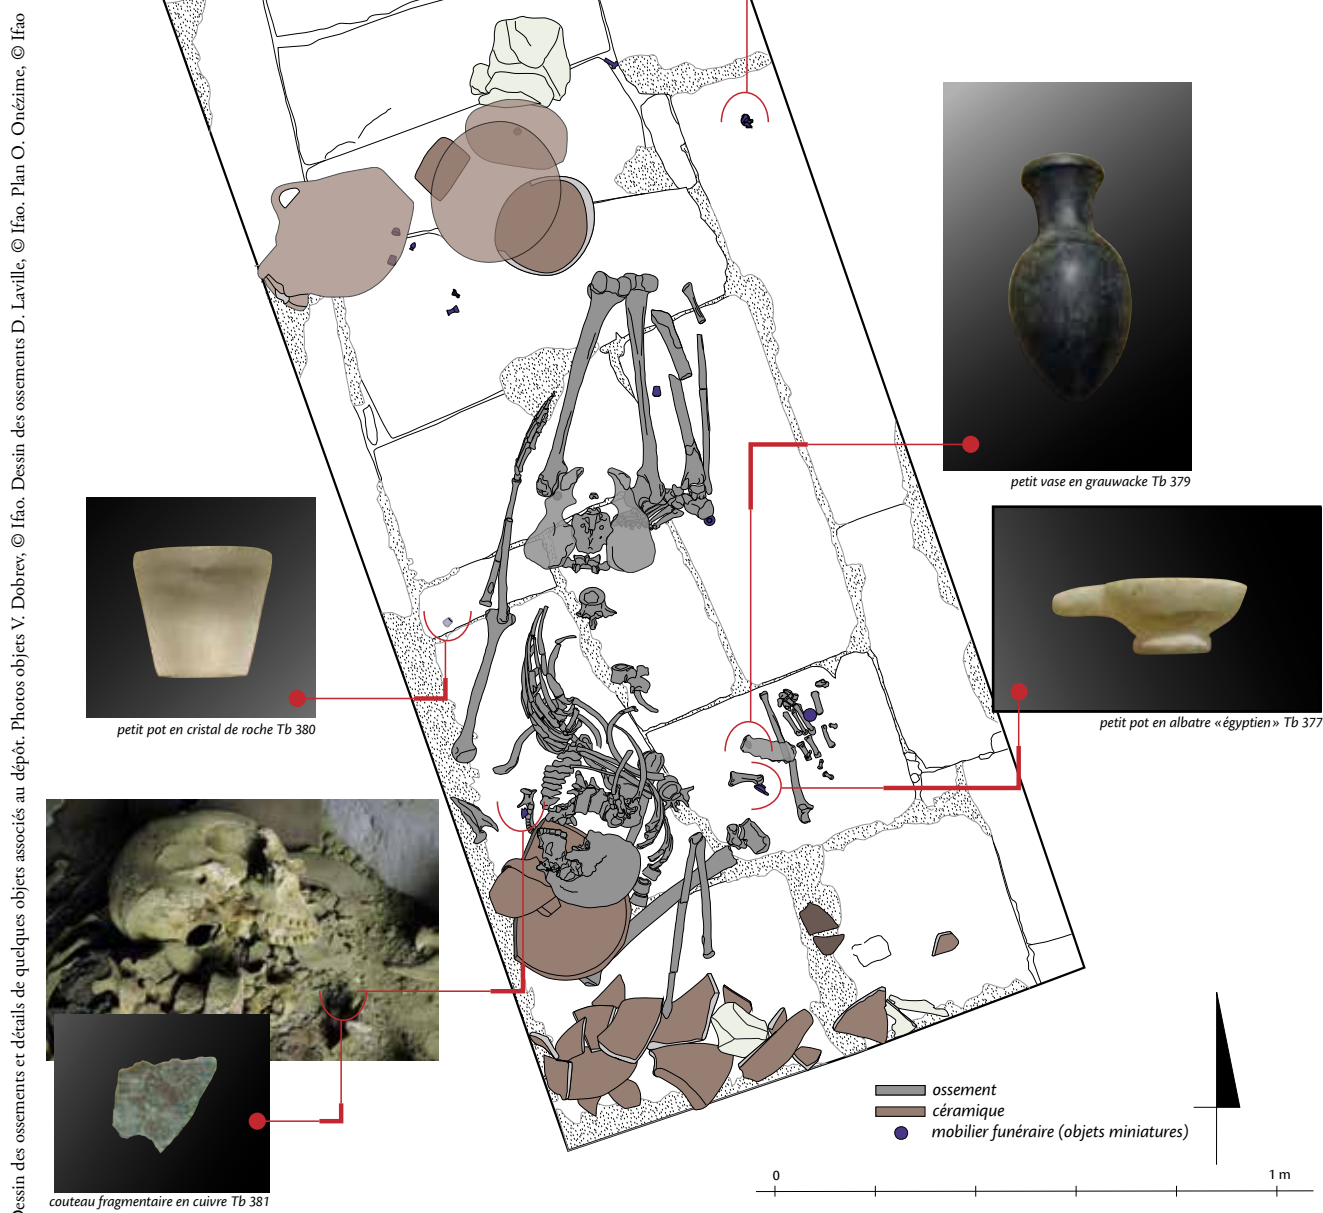 Dessin des ossements et détails de quelques objets associés au dépôt. Photos objets V. Dobrev, © Ifao. Dessin des ossements D. Laville, © Ifao. Plan O. Onézime, © Ifao
petit vase en grauwacke Tb 379
petit pot en cristal de roche Tb 380
petit pot en albatre «égyptien» Tb 377
couteau fragmentaire en cuivre Tb 381
ossement
céramique
mobilier funéraire (objets miniatures)
0
1 m